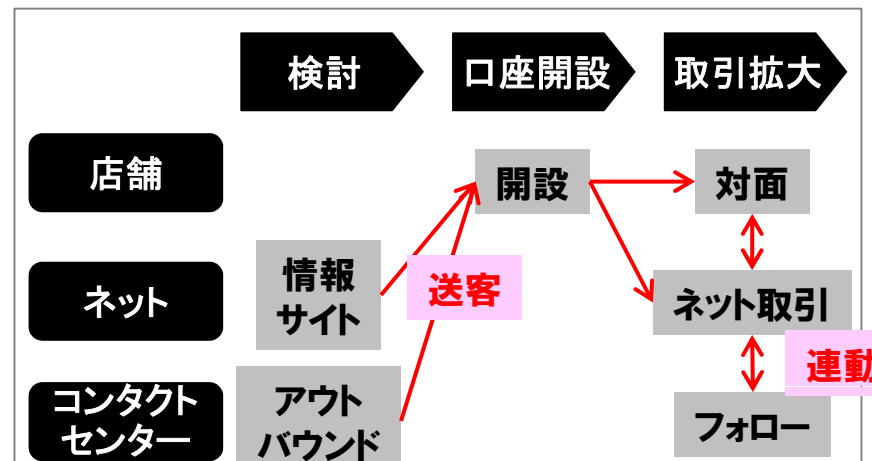 検討
口座開設
取引拡大
店舗
開設
対面
ネット
情報
サイト
送客
ネット取引
連動
コンタクト
センター
アウト
バウンド
フォロー